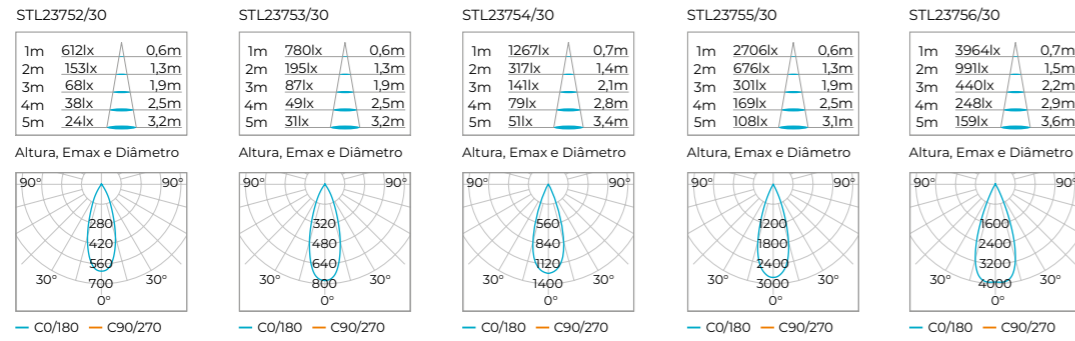 STL23752/30
1m 612lx 0,6m
2m 153lx 1,3m
3m 68lx 1,9m
4m 38lx 2,5m
5m 24lx 3,2m
Altura, Emax e Diâmetro
90° 90°
280
420
560
30° 700 30°
0°
C0/180 C90/270
STL23753/30
1m 780lx 0,6m
2m 195lx 1,3m
3m 87lx 1,9m
4m 49lx 2,5m
5m 31lx 3,2m
Altura, Emax e Diâmetro
90° 90°
320
480
640
30° 800 30°
0°
C0/180 C90/270
STL23754/30
1m 1267lx 0,7m
2m 317lx 1,4m
3m 141lx 2,1m
4m 79lx 2,8m
5m 51lx 3,4m
Altura, Emax e Diâmetro
90° 90°
560
840
1120
30° 1400 30°
0°
C0/180 C90/270
STL23755/30
1m 2706lx 0,6m
2m 676lx 1,3m
3m 301lx 1,9m
4m 169lx 2,5m
5m 108lx 3,1m
Altura, Emax e Diâmetro
90° 90°
1200
1800
2400
30° 3000 30°
0°
C0/180 C90/270
STL23756/30
1m 3964lx 0,7m
2m 991lx 1,5m
3m 440lx 2,2m
4m 248lx 2,9m
5m 159lx 3,6m
Altura, Emax e Diâmetro
90° 90°
1600
2400
3200
30° 4000 30°
0°
C0/180 C90/270